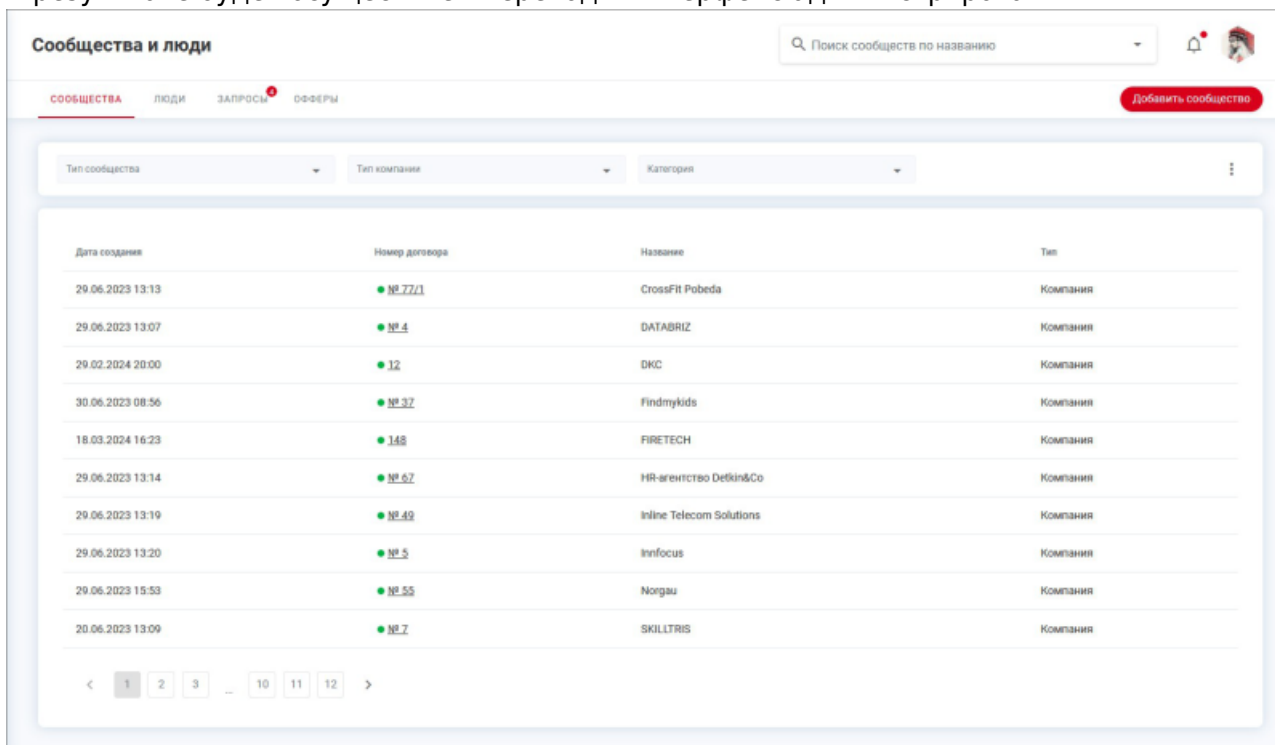 Сообщества и люди
Поиск сообществ по названию
СООБЩЕСТВА ЛЮДИ ЗАПРОСЫ 4 ОФФЕРЫ
Добавить сообщество
Тип сообщества Тип компании Категория
Дата создания Номер договора Название Тип
29.06.2023 13:13 № 77/1 CrossFit Pobeda Компания
29.06.2023 13:07 № 4 DATABRIZ Компания
29.02.2024 20:00 12 DKC Компания
30.06.2023 08:56 № 37 Findmykids Компания
18.03.2024 16:23 148 FIRETECH Компания
29.06.2023 13:14 № 67 HR-агентство Detkin&Co Компания
29.06.2023 13:19 № 49 Inline Telecom Solutions Компания
29.06.2023 13:20 № 5 Innfocus Компания
29.06.2023 15:53 № 55 Norgau Компания
20.06.2023 13:09 № 7 SKILLTRIS Компания
< 1 2 3 ... 10 11 12 >